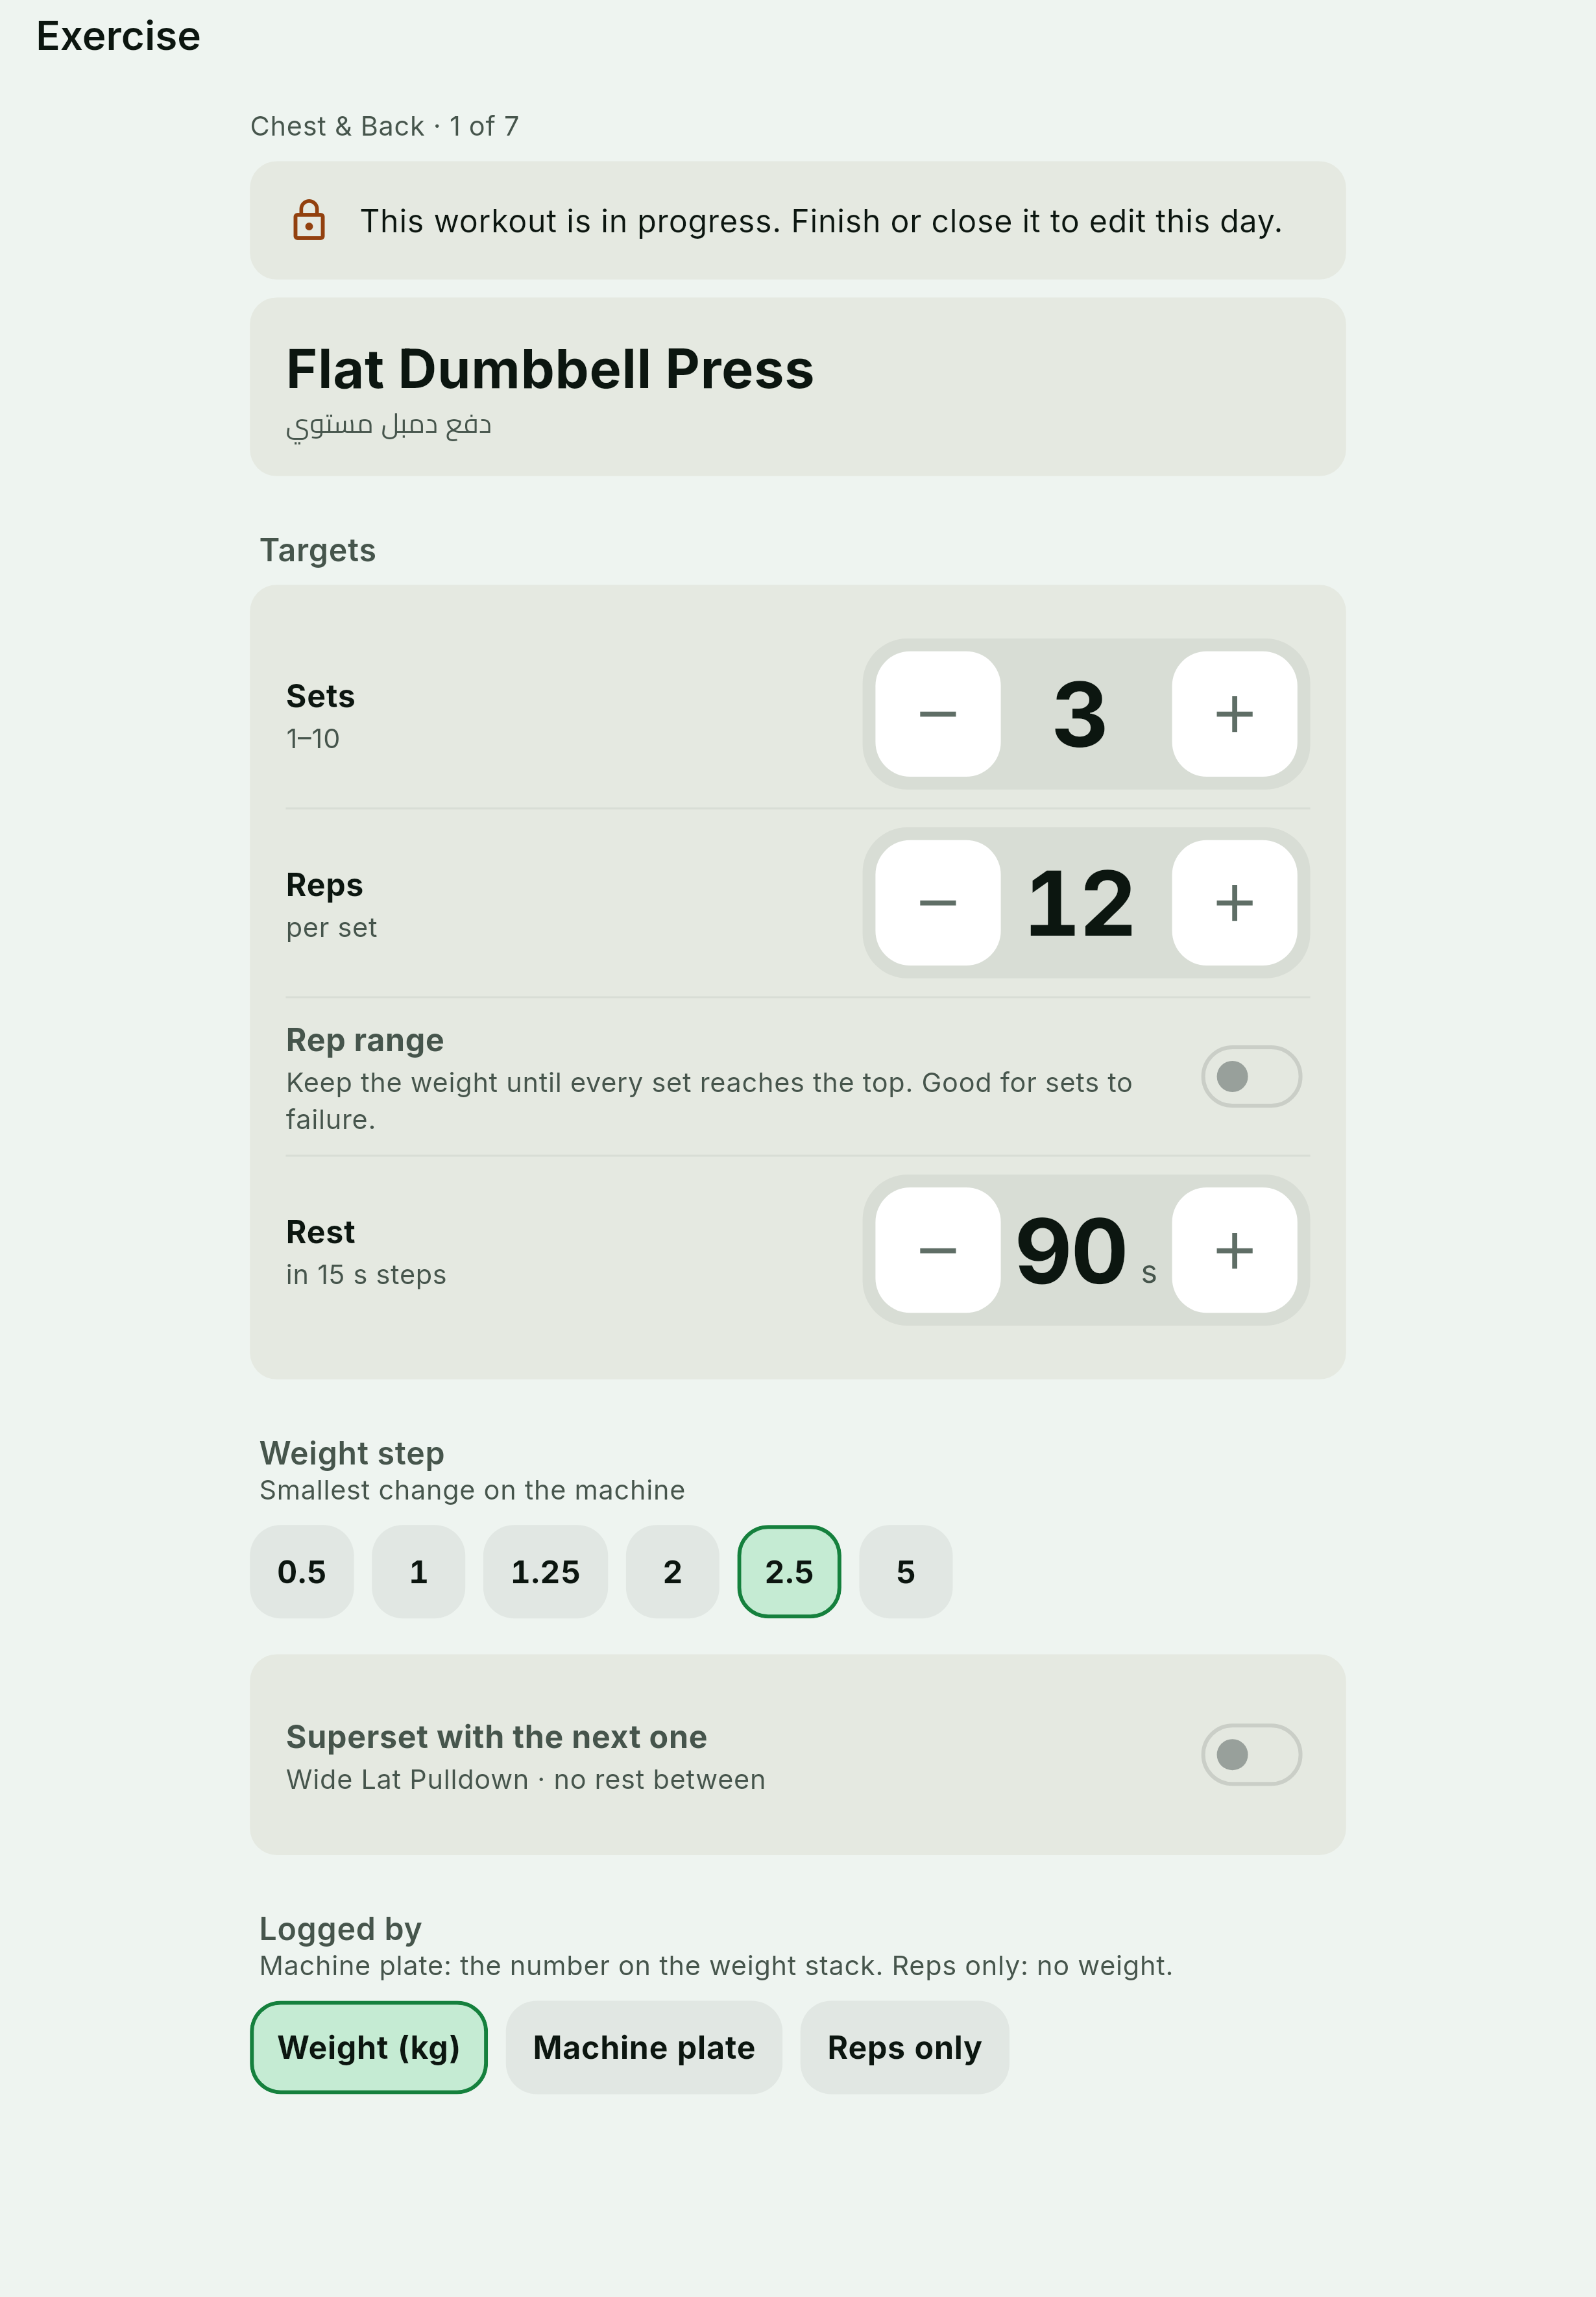 Exercise
Chest & Back · 1 of 7
This workout is in progress. Finish or close it to edit this day.
Flat Dumbbell Press
دفع دمبل مستوي
Targets
Sets
1–10
− 3 +
Reps
per set
− 12 +
Rep range
Keep the weight until every set reaches the top. Good for sets to
failure.
Rest
in 15 s steps
− 90 s +
Weight step
Smallest change on the machine
0.5 1 1.25 2 2.5 5
Superset with the next one
Wide Lat Pulldown · no rest between
Logged by
Machine plate: the number on the weight stack. Reps only: no weight.
Weight (kg) Machine plate Reps only